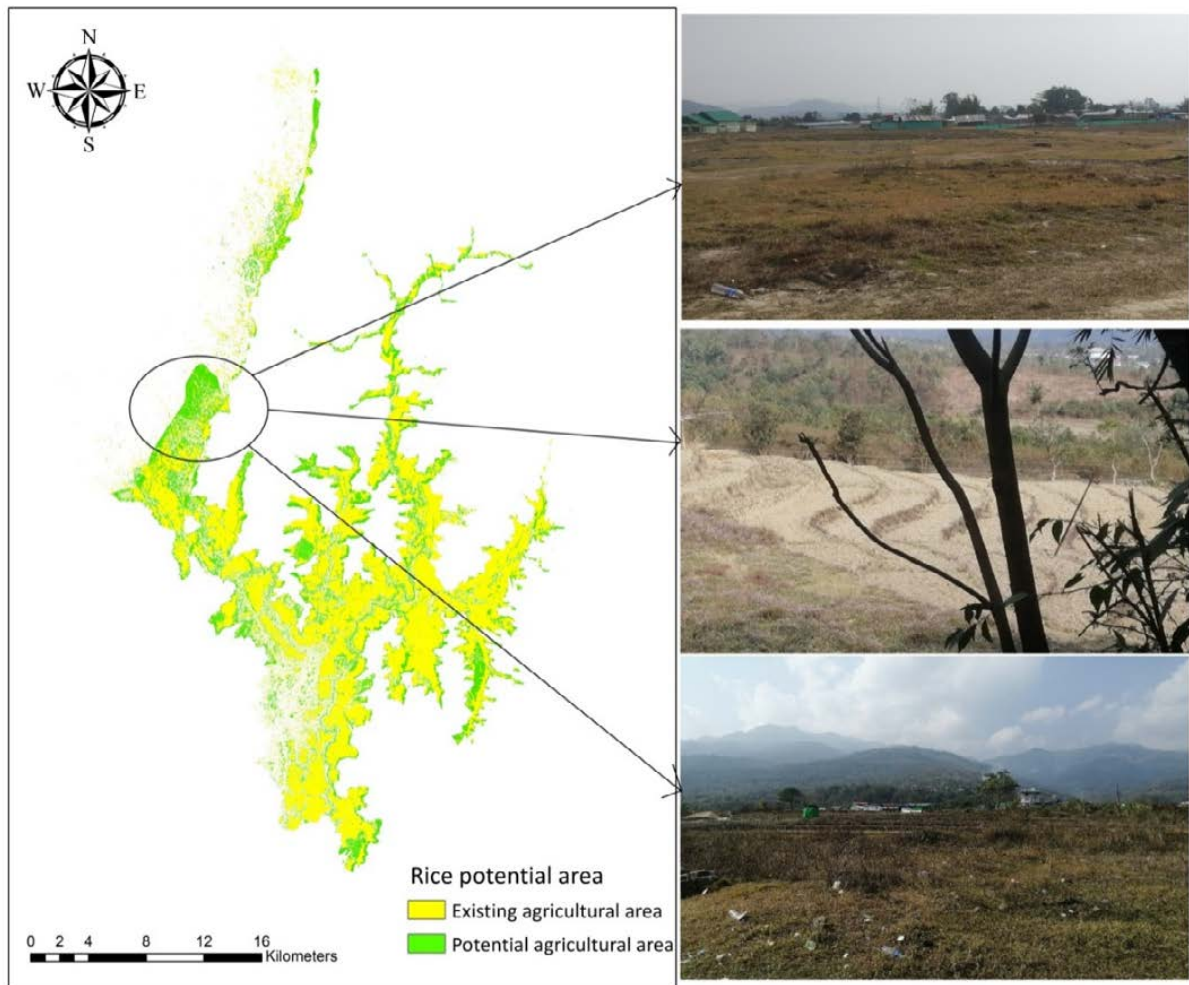 N
W E
S
Rice potential area
Existing agricultural area
Potential agricultural area
0 2 4 8 12 16
Kilometers